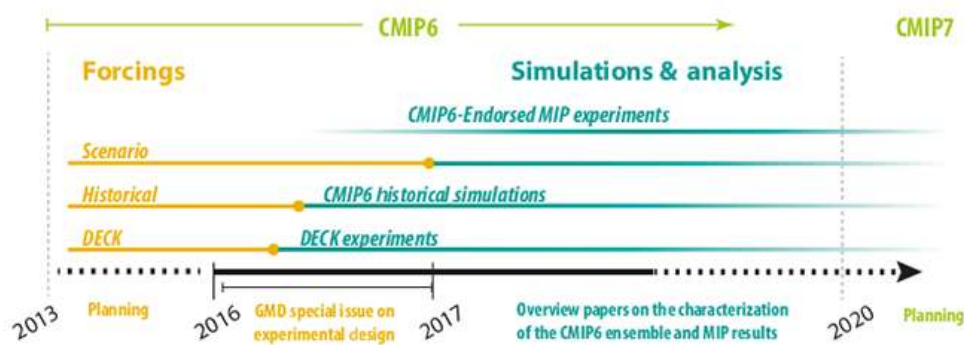 CMIP6
CMIP7
Forcings
Simulations & analysis
CMIP6-Endorsed MIP experiments
Scenario
Historical
CMIP6 historical simulations
DECK
DECK experiments
2013
Planning
2016
GMD special issue on
experimental design
2017
Overview papers on the characterization
of the CMIP6 ensemble and MIP results
2020
Planning